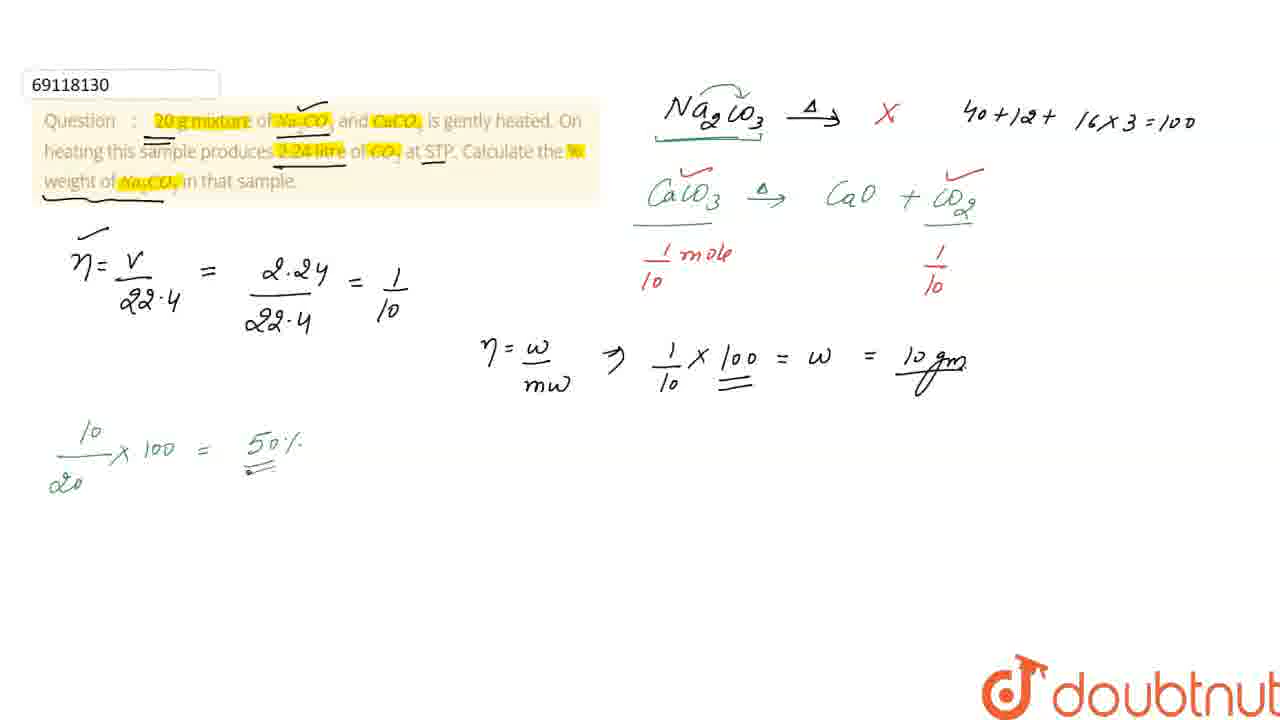 69118130
Question : 20 g mixture of Na₂CO₃ and CaCO₃ is gently heated. On
heating this sample produces 2.24 litre of CO₂ at STP. Calculate the %
weight of Na₂CO₃ in that sample.
Na₂CO₃ —Δ→ X
40+12+ 16×3=100
CaCO₃ —Δ→ CaO + CO₂
1/10 mole 1/10
η = V/22.4 = 2.24/22.4 = 1/10
η = w/mw ⇒ 1/10 × 100 = w = 10 gm
10/20 × 100 = 50%
doubtnut